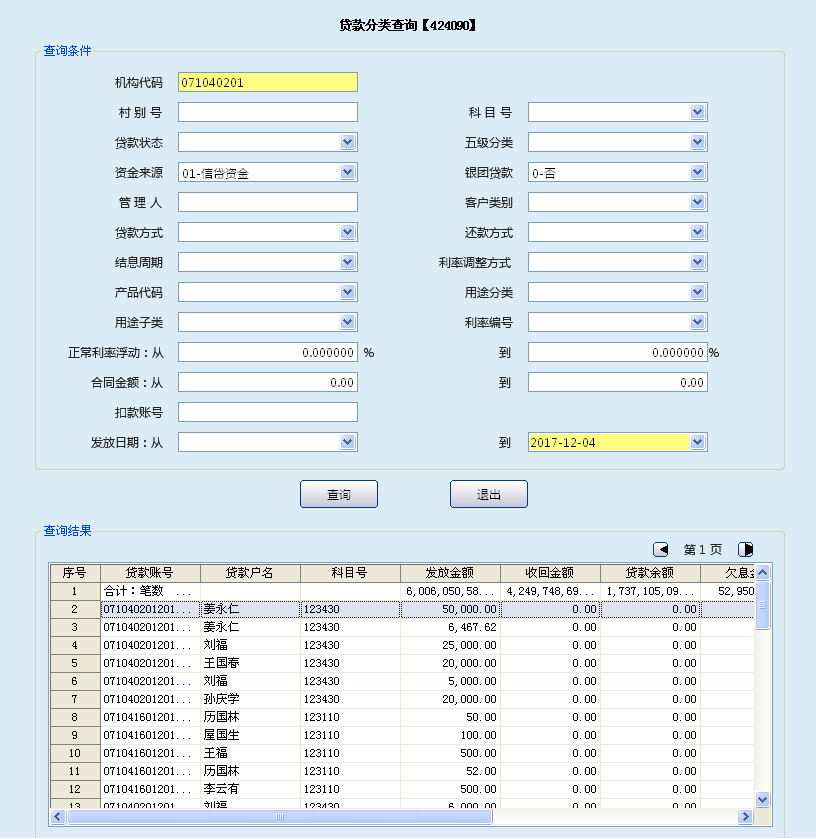 贷款分类查询【424090】
查询条件
机构代码 071040201
村 别 号 科 目 号
贷款状态 五级分类
资金来源 01-信贷资金 银团贷款 0-否
管 理 人 客户类别
贷款方式 还款方式
结息周期 利率调整方式
产品代码 用途分类
用途子类 利率编号
正常利率浮动：从 0.000000 % 到 0.000000 %
合同金额：从 0.00 到 0.00
扣款账号
发放日期：从 到 2017-12-04
查询 退出
查询结果
第 1 页
序号 贷款账号 贷款户名 科目号 发放金额 收回金额 贷款余额 欠息金
1 合计：笔数 ... 6,006,050,58... 4,249,748,69... 1,737,105,09... 52,950
2 071040201201... 姜永仁 123430 50,000.00 0.00 0.00
3 071040201201... 姜永仁 123430 6,467.62 0.00 0.00
4 071040201201... 刘福 123430 25,000.00 0.00 0.00
5 071040201201... 王国春 123430 20,000.00 0.00 0.00
6 071040201201... 刘福 123430 5,000.00 0.00 0.00
7 071040201201... 孙庆学 123430 20,000.00 0.00 0.00
8 071041601201... 历国林 123110 50.00 0.00 0.00
9 071041601201... 屋国生 123110 100.00 0.00 0.00
10 071041601201... 王福 123110 500.00 0.00 0.00
11 071041601201... 历国林 123110 52.00 0.00 0.00
12 071041601201... 李云有 123110 500.00 0.00 0.00
13 071040201201... 刘福 123430 6,000.00 0.00 0.00